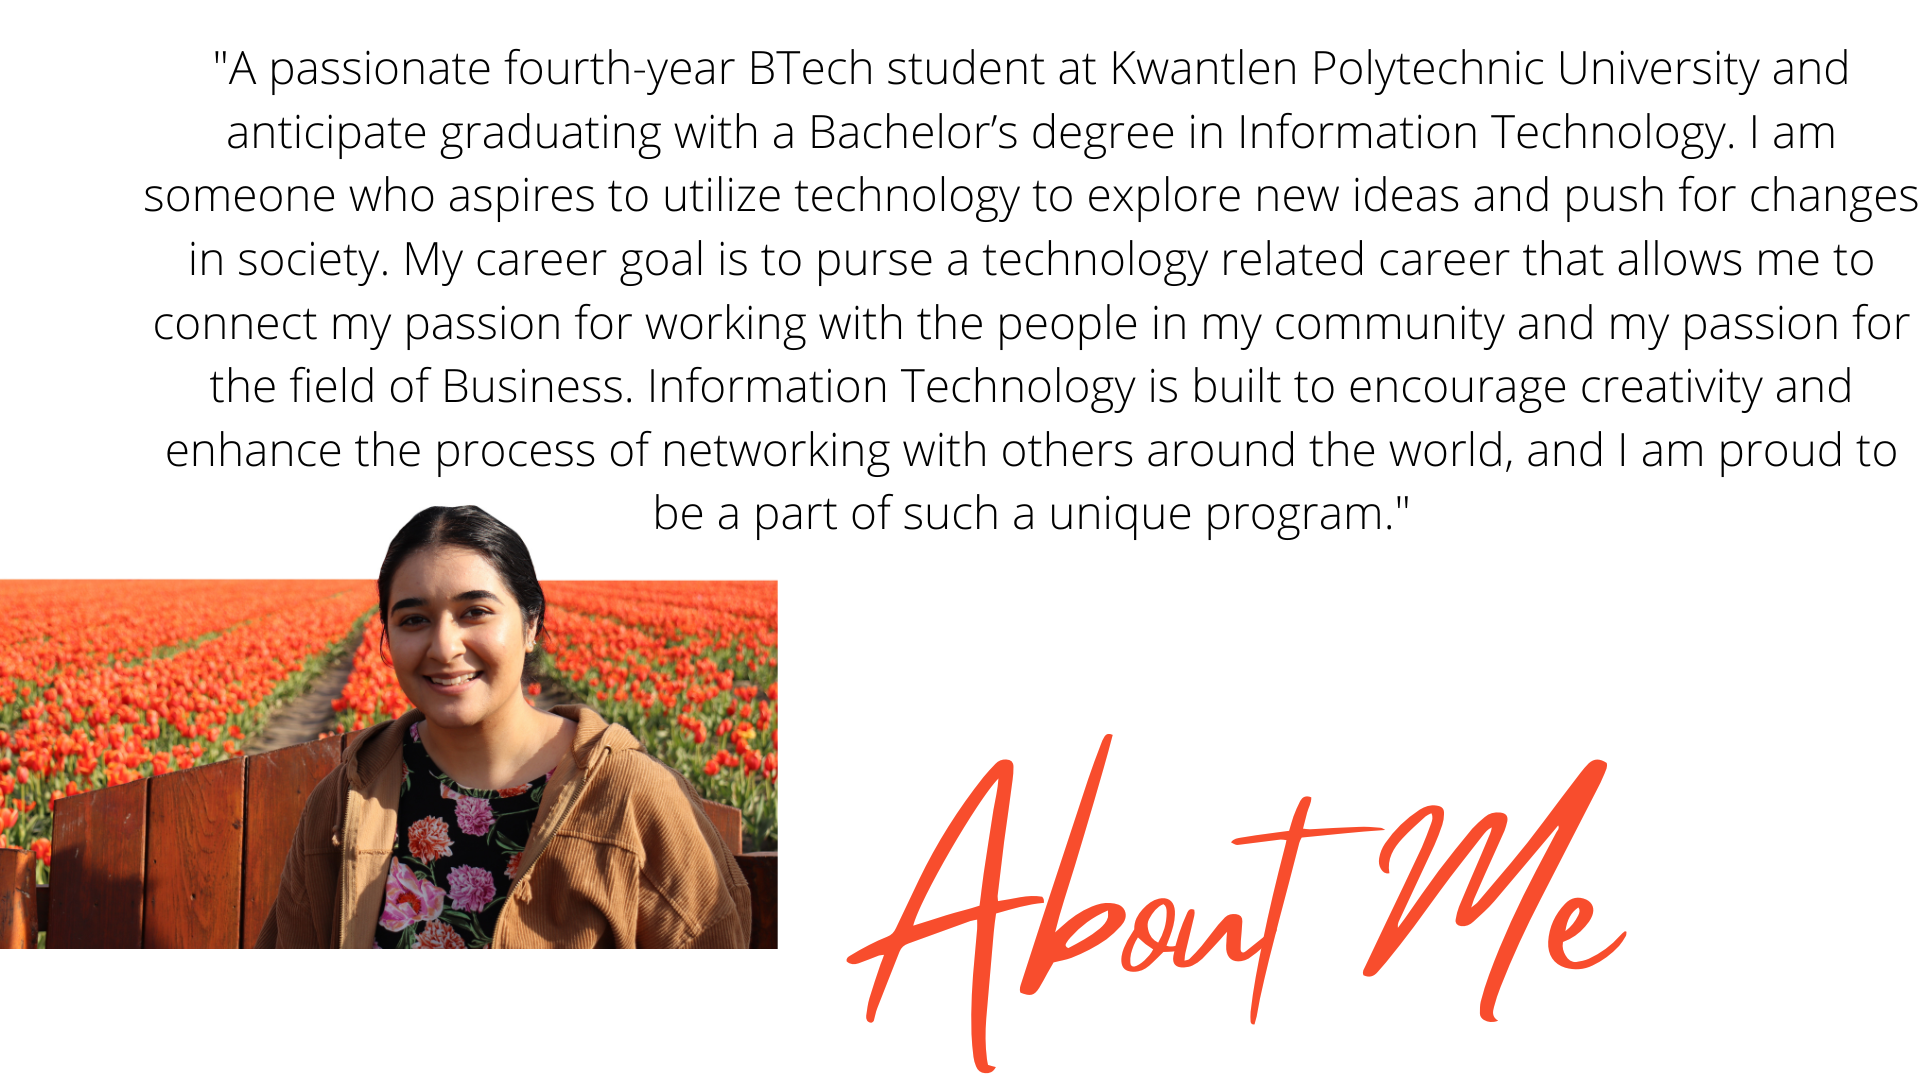 "A passionate fourth-year BTech student at Kwantlen Polytechnic University and
anticipate graduating with a Bachelor’s degree in Information Technology. I am
someone who aspires to utilize technology to explore new ideas and push for changes
in society. My career goal is to purse a technology related career that allows me to
connect my passion for working with the people in my community and my passion for
the field of Business. Information Technology is built to encourage creativity and
enhance the process of networking with others around the world, and I am proud to
be a part of such a unique program."
About Me